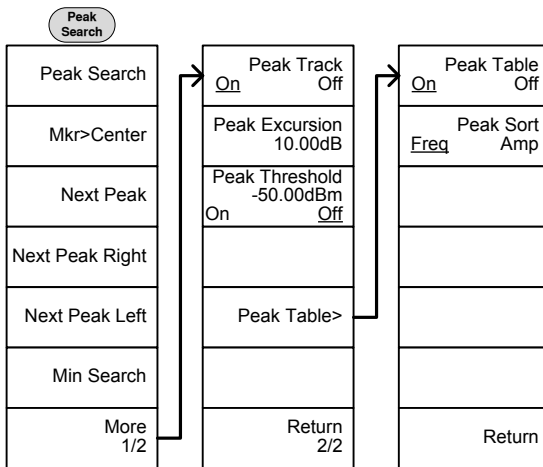 Peak
Search
Peak Search
Mkr>Center
Next Peak
Next Peak Right
Next Peak Left
Min Search
More
1/2
Peak Track
On Off
Peak Excursion
10.00dB
Peak Threshold
-50.00dBm
On Off
Peak Table>
Return
2/2
Peak Table
On Off
Peak Sort
Freq Amp
Return